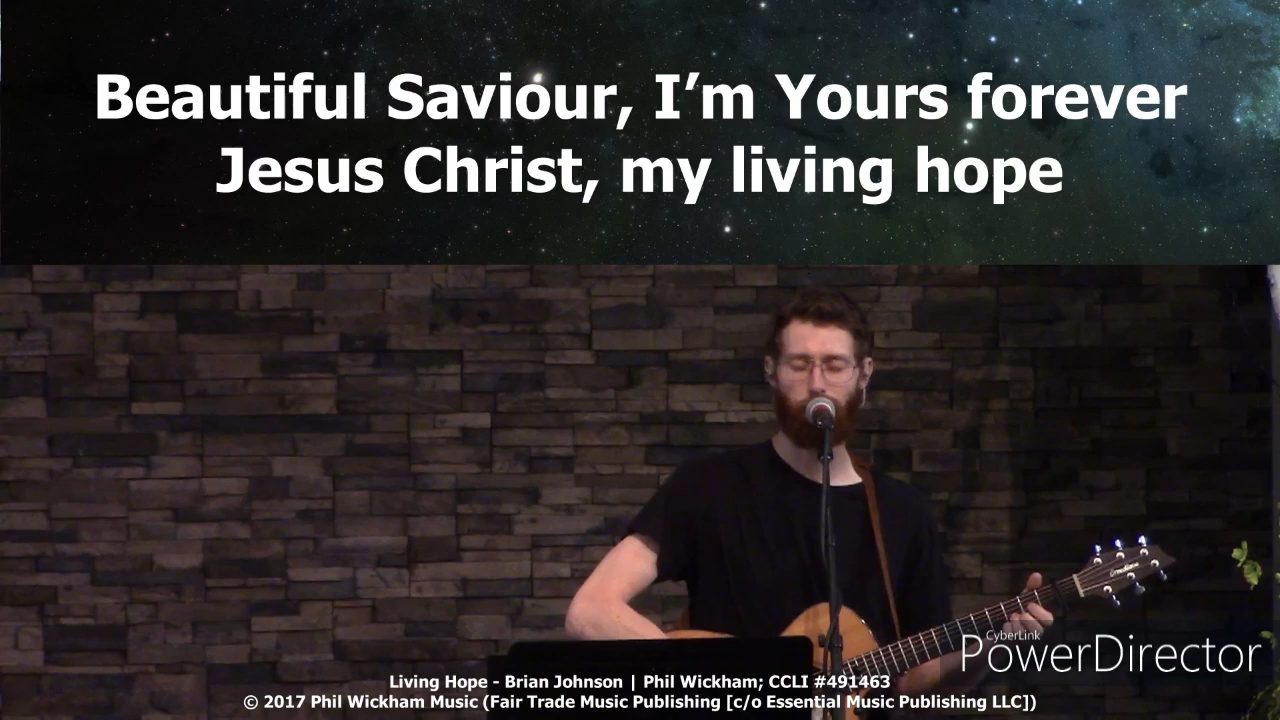 Beautiful Saviour, I’m Yours forever
Jesus Christ, my living hope
CyberLink
PowerDirector
Living Hope - Brian Johnson | Phil Wickham; CCLI #491463
© 2017 Phil Wickham Music (Fair Trade Music Publishing [c/o Essential Music Publishing LLC])